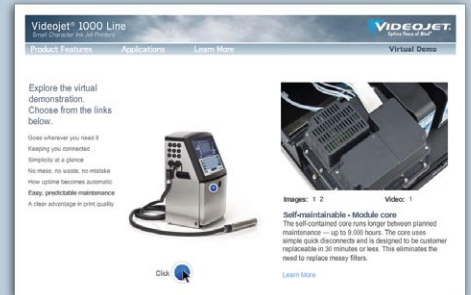 Videojet® 1000 Line
Small Character Ink Jet Printers
VIDEOJET.
Uptime Peace of Mind®
Product Features
Applications
Learn More
Virtual Demo
Explore the virtual
demonstration.
Choose from the links
below.
Goes wherever you need it
Keeping you connected
Simplicity at a glance
No mess, no waste, no mistake
How uptime becomes automatic
Easy, predictable maintenance
A clear advantage in print quality
Click
Images: 1 2
Video: 1
Self-maintainable • Module core
The self-contained core runs longer between planned
maintenance — up to 9,000 hours. The core uses
simple quick disconnects and is designed to be customer
replaceable in 30 minutes or less. This eliminates the
need to replace messy filters.
Learn More